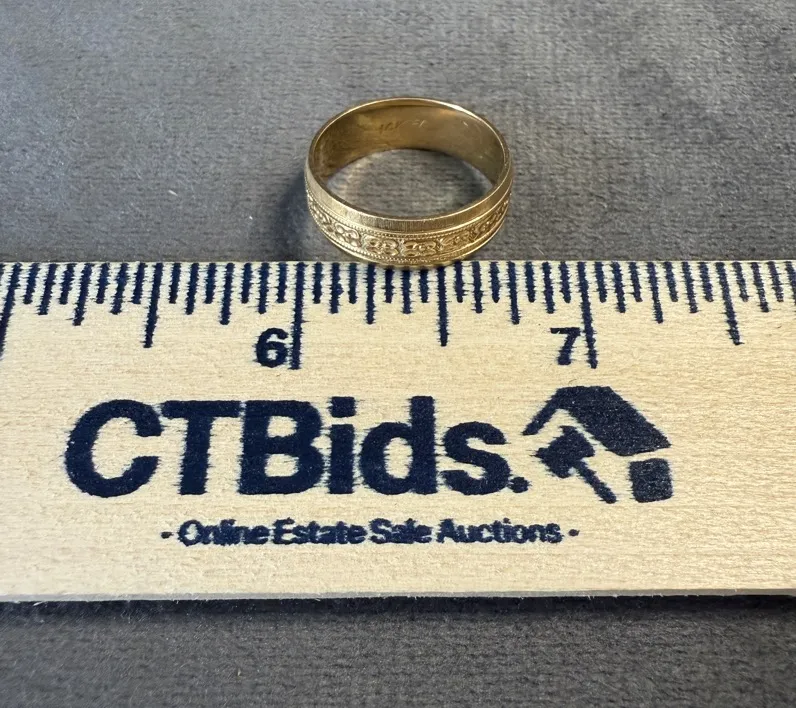 6 7
CTBids.
- Online Estate Sale Auctions -